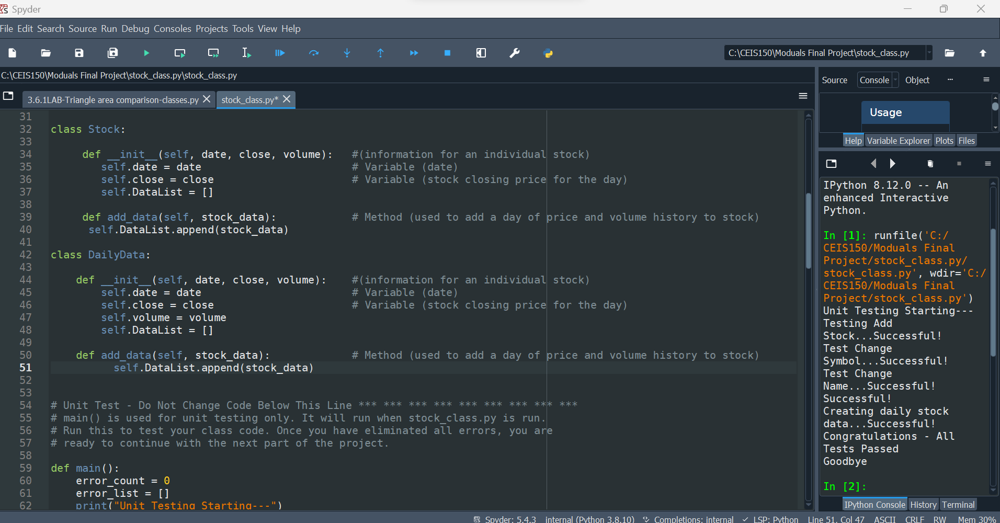 Spyder
File Edit Search Source Run Debug Consoles Projects Tools View Help
C:\CEIS150\Moduals Final Project\stock_class.py
C:\CEIS150\Moduals Final Project\stock_class.py\stock_class.py
3.6.1LAB-Triangle area comparison-classes.py
stock_class.py*
31
32 class Stock:
33
34 def __init__(self, date, close, volume): #(information for an individual stock)
35 self.date = date # Variable (date)
36 self.close = close # Variable (stock closing price for the day)
37 self.DataList = []
38
39 def add_data(self, stock_data): # Method (used to add a day of price and volume history to stock)
40 self.DataList.append(stock_data)
41
42 class DailyData:
43
44 def __init__(self, date, close, volume): #(information for an individual stock)
45 self.date = date # Variable (date)
46 self.close = close # Variable (stock closing price for the day)
47 self.volume = volume
48 self.DataList = []
49
50 def add_data(self, stock_data): # Method (used to add a day of price and volume history to stock)
51 self.DataList.append(stock_data)
52
53
54 # Unit Test - Do Not Change Code Below This Line *** *** *** *** *** *** *** *** ***
55 # main() is used for unit testing only. It will run when stock_class.py is run.
56 # Run this to test your class code. Once you have eliminated all errors, you are
57 # ready to continue with the next part of the project.
58
59 def main():
60 error_count = 0
61 error_list = []
62 print("Unit Testing Starting---")
Source Console Object
Usage
Help Variable Explorer Plots Files
IPython 8.12.0 -- An
enhanced Interactive
Python.
In [1]: runfile('C:/
CEIS150/Moduals Final
Project/stock_class.py/
stock_class.py', wdir='C:/
CEIS150/Moduals Final
Project/stock_class.py')
Unit Testing Starting---
Testing Add
Stock...Successful!
Test Change
Symbol...Successful!
Test Change
Name...Successful!
Successful!
Creating daily stock
data...Successful!
Congratulations - All
Tests Passed
Goodbye
In [2]:
IPython Console History Terminal
Spyder: 5.4.3 internal (Python 3.8.10) Completions: internal LSP: Python Line 51, Col 47 ASCII CRLF RW Mem 30%